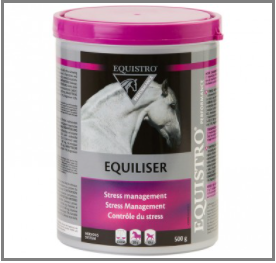 EQUISTRO®
EQUILISER
Stress management
Stress Management
Contrôle du stress
500 g
EQUISTRO®